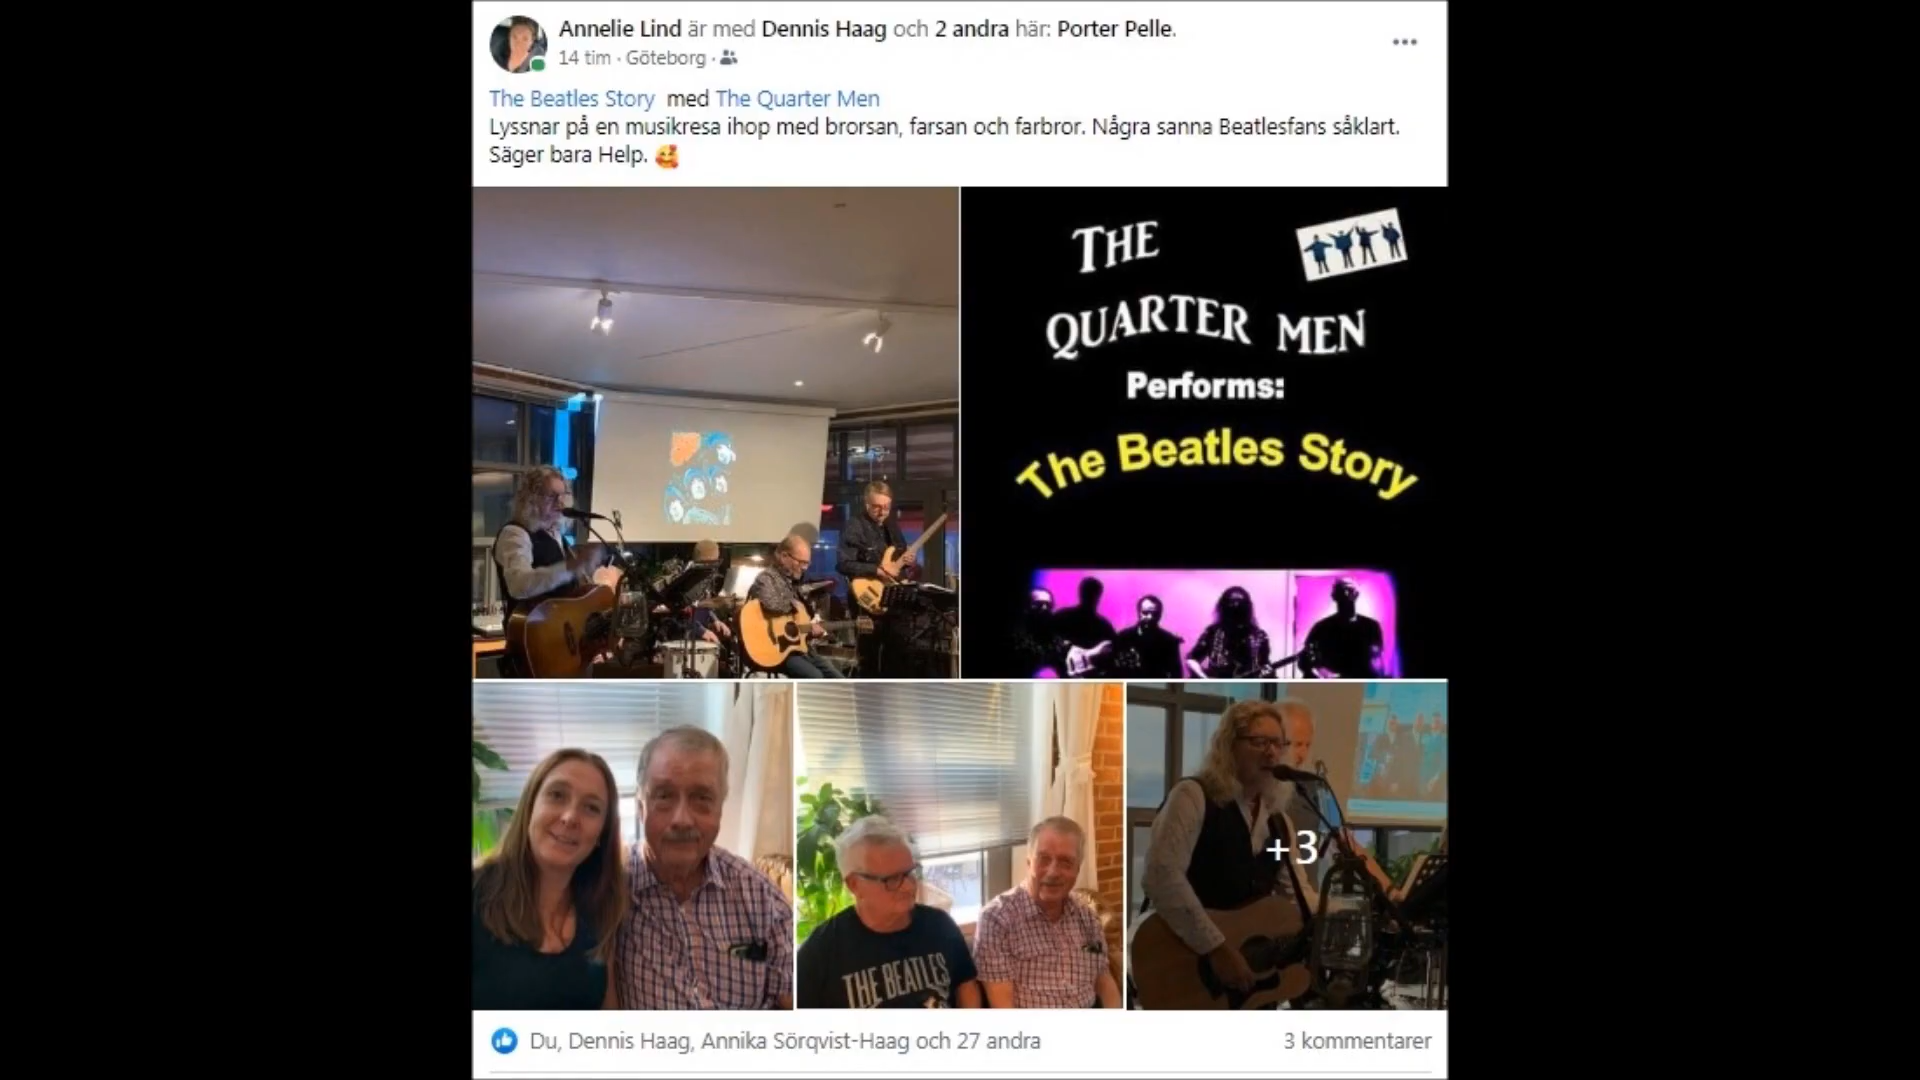 Annelie Lind är med Dennis Haag och 2 andra här: Porter Pelle.
14 tim · Göteborg ·
The Beatles Story med The Quarter Men
Lyssnar på en musikresa ihop med brorsan, farsan och farbror. Några sanna Beatlesfans såklart.
Säger bara Help. 🥰
THE
QUARTER MEN
Performs:
The Beatles Story
THE BEATLES
+3
Du, Dennis Haag, Annika Sörqvist-Haag och 27 andra
3 kommentarer